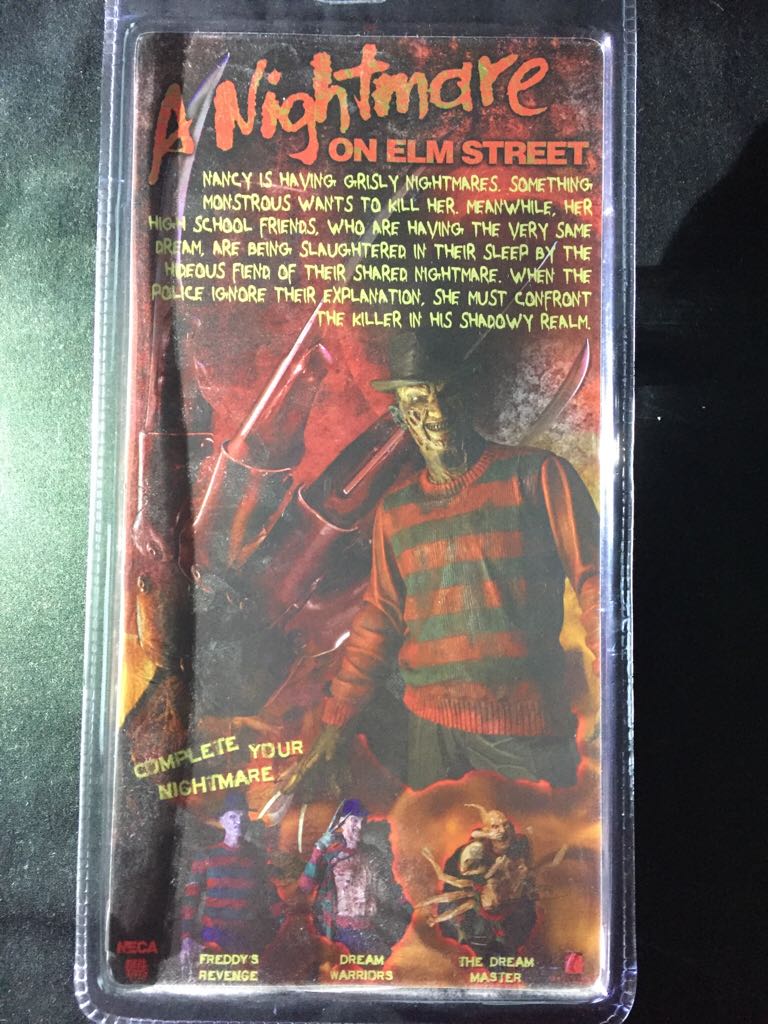 A Nightmare
ON ELM STREET
NANCY IS HAVING GRISLY NIGHTMARES. SOMETHING
MONSTROUS WANTS TO KILL HER. MEANWHILE, HER
HIGH SCHOOL FRIENDS, WHO ARE HAVING THE VERY SAME
DREAM, ARE BEING SLAUGHTERED IN THEIR SLEEP BY THE
HIDEOUS FIEND OF THEIR SHARED NIGHTMARE. WHEN THE
POLICE IGNORE THEIR EXPLANATION, SHE MUST CONFRONT
THE KILLER IN HIS SHADOWY REALM.
COMPLETE YOUR
NIGHTMARE
FREDDY'S
REVENGE
DREAM
WARRIORS
THE DREAM
MASTER
NECA